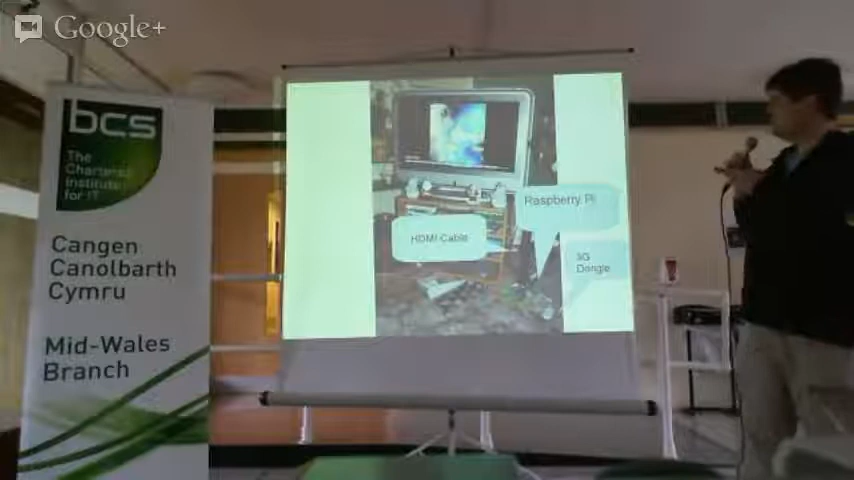 Google+
bcs
The
Chartered
Institute
for IT
Cangen
Canolbarth
Cymru
Mid-Wales
Branch
Raspberry Pi
HDMI Cable
3G
Dongle